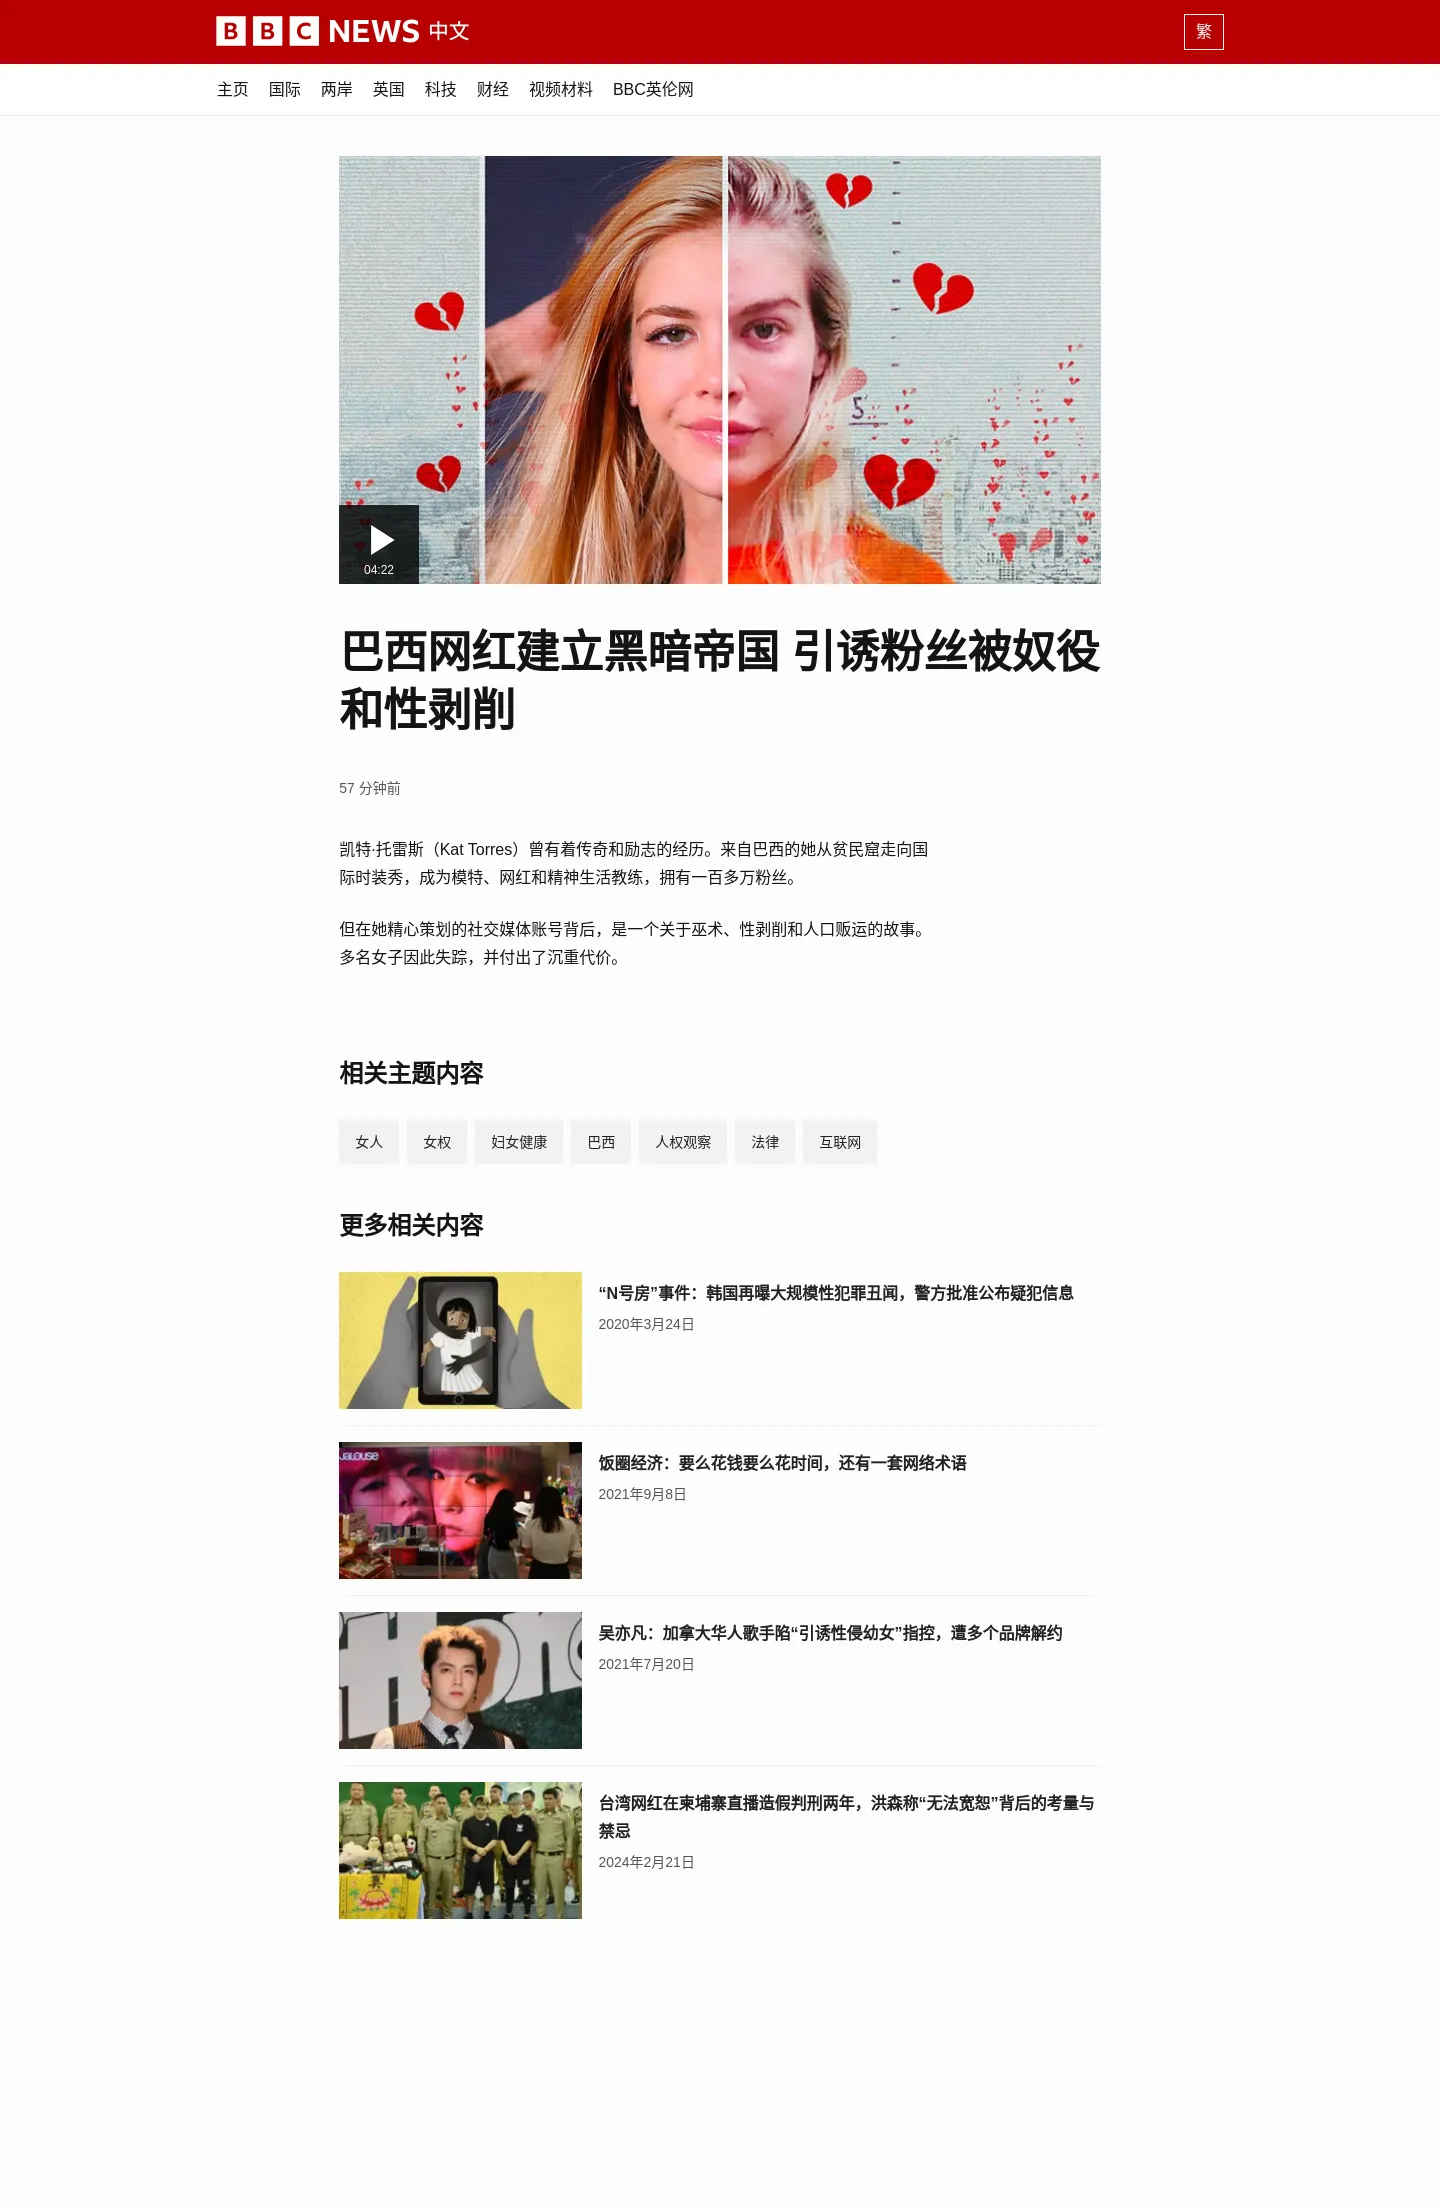 BBC NEWS 中文
繁
主页 国际 两岸 英国 科技 财经 视频材料 BBC英伦网
5
04:22
巴西网红建立黑暗帝国 引诱粉丝被奴役
和性剥削
57 分钟前
凯特·托雷斯（Kat Torres）曾有着传奇和励志的经历。来自巴西的她从贫民窟走向国
际时装秀，成为模特、网红和精神生活教练，拥有一百多万粉丝。
但在她精心策划的社交媒体账号背后，是一个关于巫术、性剥削和人口贩运的故事。
多名女子因此失踪，并付出了沉重代价。
相关主题内容
女人 女权 妇女健康 巴西 人权观察 法律 互联网
更多相关内容
“N号房”事件：韩国再曝大规模性犯罪丑闻，警方批准公布疑犯信息
2020年3月24日
JALOUSE
饭圈经济：要么花钱要么花时间，还有一套网络术语
2021年9月8日
吴亦凡：加拿大华人歌手陷“引诱性侵幼女”指控，遭多个品牌解约
2021年7月20日
台湾网红在柬埔寨直播造假判刑两年，洪森称“无法宽恕”背后的考量与
禁忌
2024年2月21日